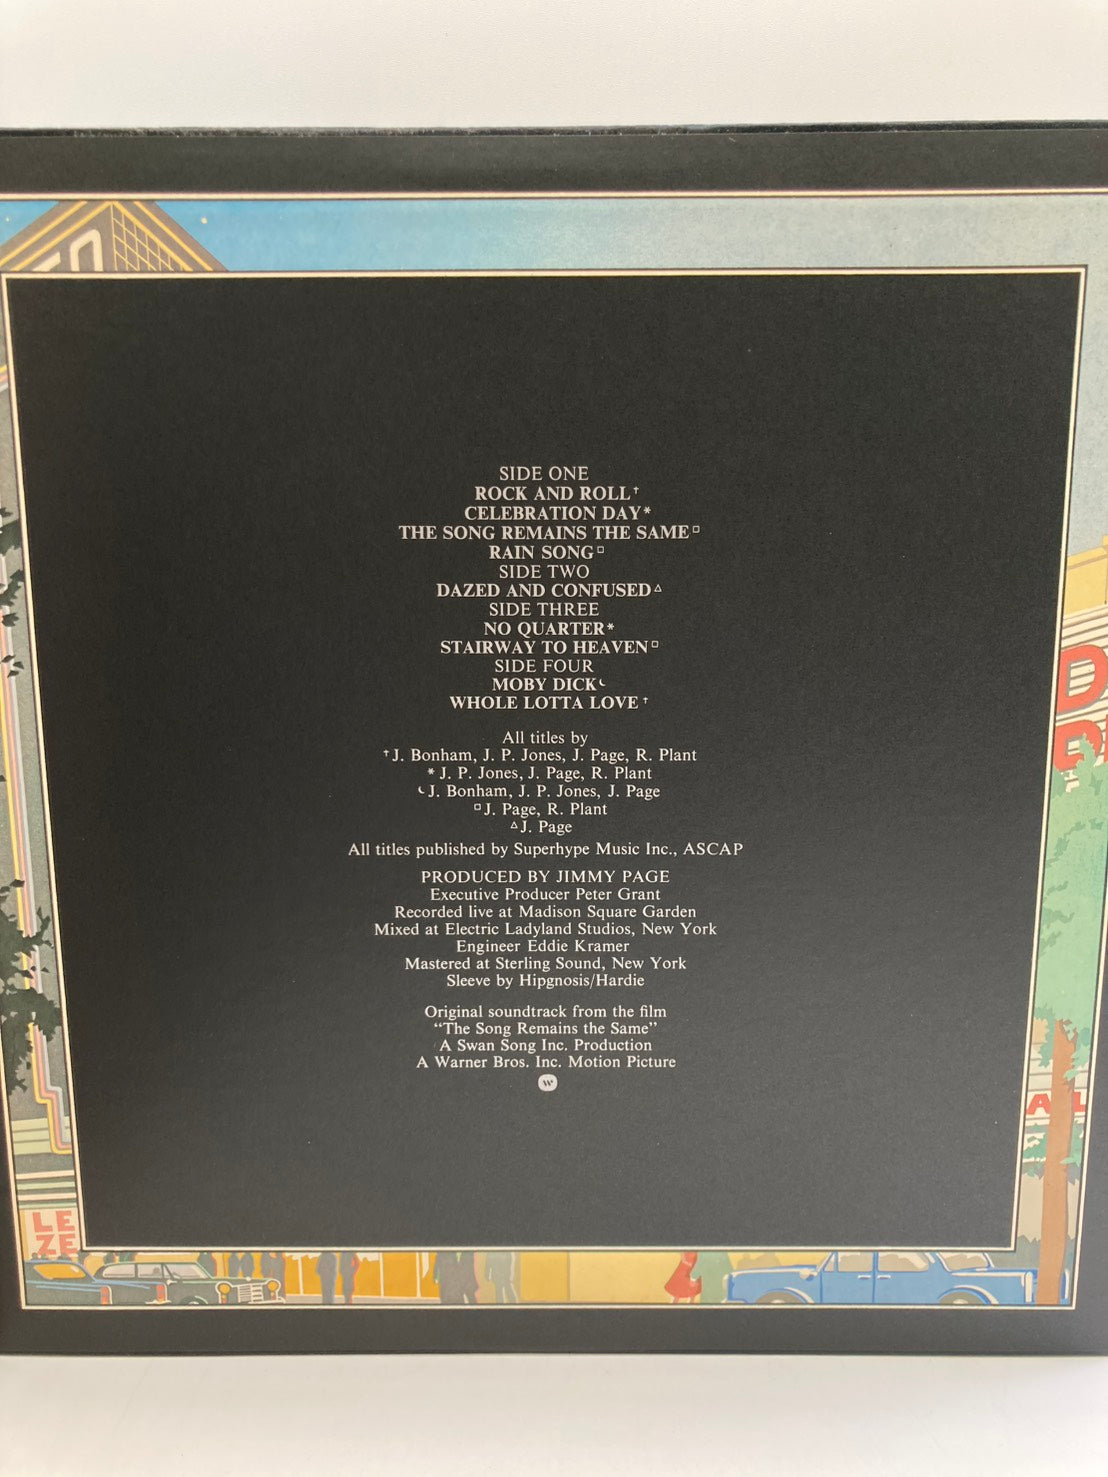 SIDE ONE
ROCK AND ROLL†
CELEBRATION DAY*
THE SONG REMAINS THE SAME□
RAIN SONG□
SIDE TWO
DAZED AND CONFUSED△
SIDE THREE
NO QUARTER*
STAIRWAY TO HEAVEN□
SIDE FOUR
MOBY DICK☾
WHOLE LOTTA LOVE†
All titles by
†J. Bonham, J. P. Jones, J. Page, R. Plant
*J. P. Jones, J. Page, R. Plant
☾J. Bonham, J. P. Jones, J. Page
□J. Page, R. Plant
△J. Page
All titles published by Superhype Music Inc., ASCAP
PRODUCED BY JIMMY PAGE
Executive Producer Peter Grant
Recorded live at Madison Square Garden
Mixed at Electric Ladyland Studios, New York
Engineer Eddie Kramer
Mastered at Sterling Sound, New York
Sleeve by Hipgnosis/Hardie
Original soundtrack from the film
“The Song Remains the Same”
A Swan Song Inc. Production
A Warner Bros. Inc. Motion Picture
LE
ZE